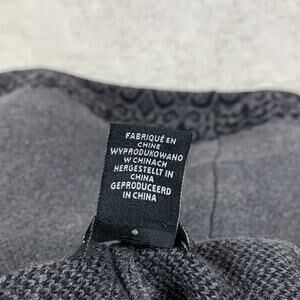 FABRIQUÉ EN
CHINE
WYPRODUKOWANO
W CHINACH
HERGESTELLT IN
CHINA
GEPRODUCEERD
IN CHINA